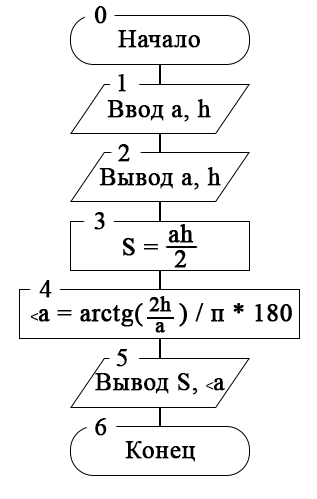 0
Начало
1
Ввод a, h
2
Вывод a, h
3
S = ah/2
4
<a = arctg(2h/a) / п * 180
5
Вывод S, <a
6
Конец